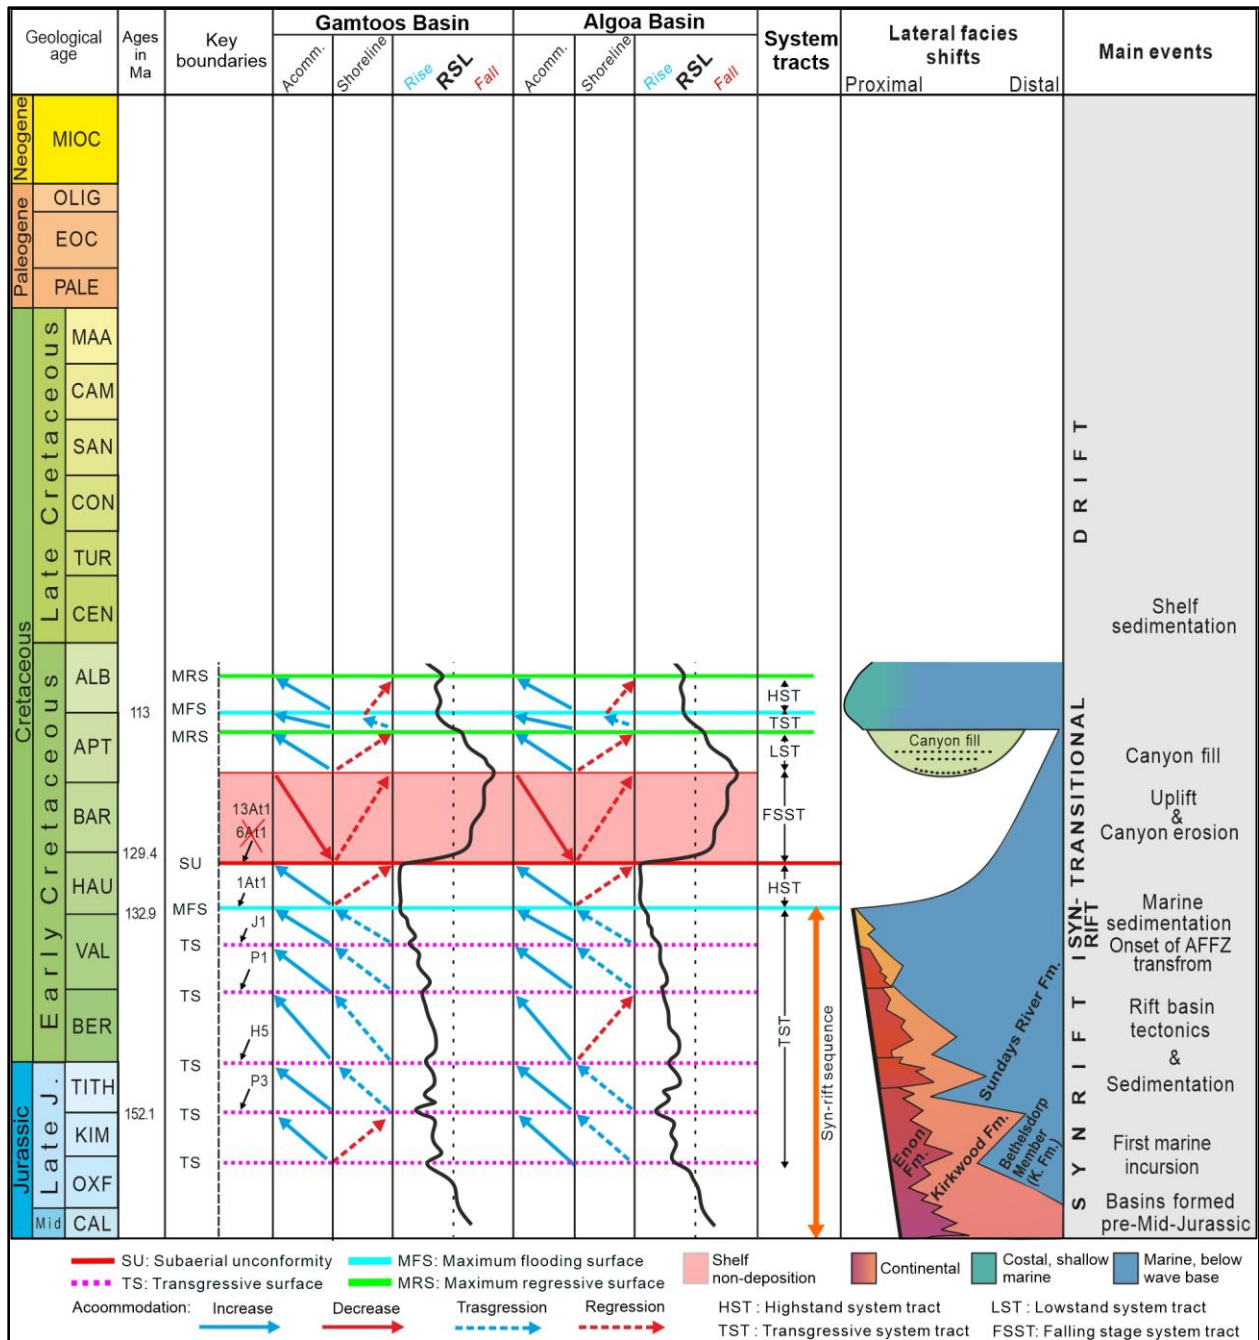 Geological age
Ages in Ma
Key boundaries
Gamtoos Basin
Acomm.
Shoreline
Rise
RSL
Fall
Algoa Basin
Acomm.
Shoreline
Rise
RSL
Fall
System tracts
Lateral facies shifts
Proximal
Distal
Main events
Neogene
MIOC
Paleogene
OLIG
EOC
PALE
Cretaceous
Late Cretaceous
MAA
CAM
SAN
CON
TUR
CEN
Early Cretaceous
ALB
APT
BAR
HAU
VAL
BER
Jurassic
Late J.
TITH
KIM
OXF
Mid
CAL
113
129.4
132.9
152.1
MRS
MFS
MRS
13At1
6At1
SU
1At1
MFS
J1
TS
P1
TS
H5
TS
P3
TS
TS
HST
TST
LST
FSST
HST
TST
Syn-rift sequence
Canyon fill
Enon Fm.
Kirkwood Fm.
Bethelsdorp Member (K. Fm.)
Sundays River Fm.
DRIFT
TRANSITIONAL
SYN-RIFT
SYNRIFT
Shelf
sedimentation
Canyon fill
Uplift
&
Canyon erosion
Marine
sedimentation
Onset of AFFZ
transfrom
Rift basin
tectonics
&
Sedimentation
First marine
incursion
Basins formed
pre-Mid-Jurassic
SU: Subaerial unconformity
MFS: Maximum flooding surface
TS: Transgressive surface
MRS: Maximum regressive surface
Shelf
non-deposition
Continental
Costal, shallow
marine
Marine, below
wave base
Accommodation:
Increase
Decrease
Trasgression
Regression
HST : Highstand system tract
LST : Lowstand system tract
TST : Transgressive system tract
FSST: Falling stage system tract